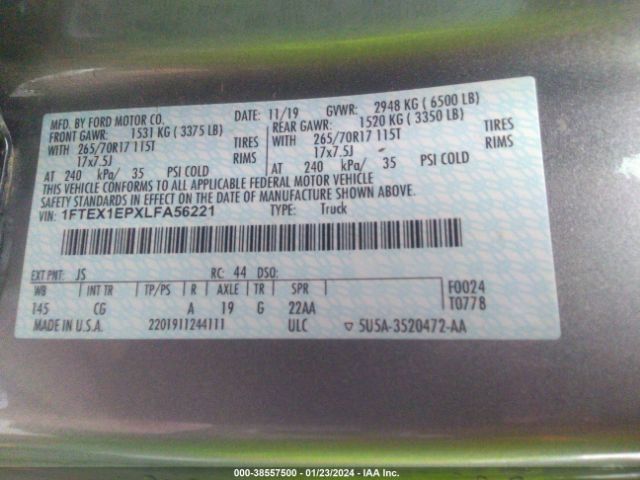 MFD. BY FORD MOTOR CO. DATE: 11/19 GVWR: 2948 KG ( 6500 LB)
FRONT GAWR: 1531 KG ( 3375 LB) REAR GAWR: 1520 KG ( 3350 LB)
WITH 265/70R17 115T TIRES WITH 265/70R17 115T TIRES
17x7.5J RIMS 17x7.5J RIMS
AT 240 kPa/ 35 PSI COLD AT 240 kPa/ 35 PSI COLD
THIS VEHICLE CONFORMS TO ALL APPLICABLE FEDERAL MOTOR VEHICLE
SAFETY STANDARDS IN EFFECT ON THE DATE OF MANUFACTURE SHOWN ABOVE.
VIN: 1FTEX1EPXLFA56221 TYPE: Truck
EXT PNT: JS RC: 44 DSO:
WB INT TR TP/PS R AXLE TR SPR F0024
145 CG A 19 G 22AA T0778
MADE IN U.S.A. 2201911244111 ULC ▽ 5U5A-3520472-AA
000-38557500 - 01/23/2024 - IAA Inc.